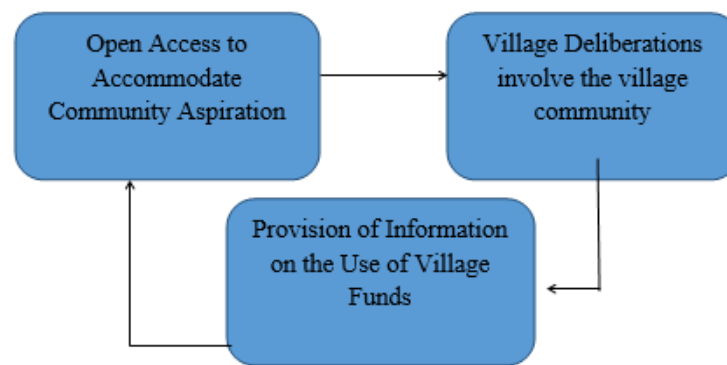 Open Access to
Accommodate
Community Aspiration
Village Deliberations
involve the village
community
Provision of Information
on the Use of Village
Funds